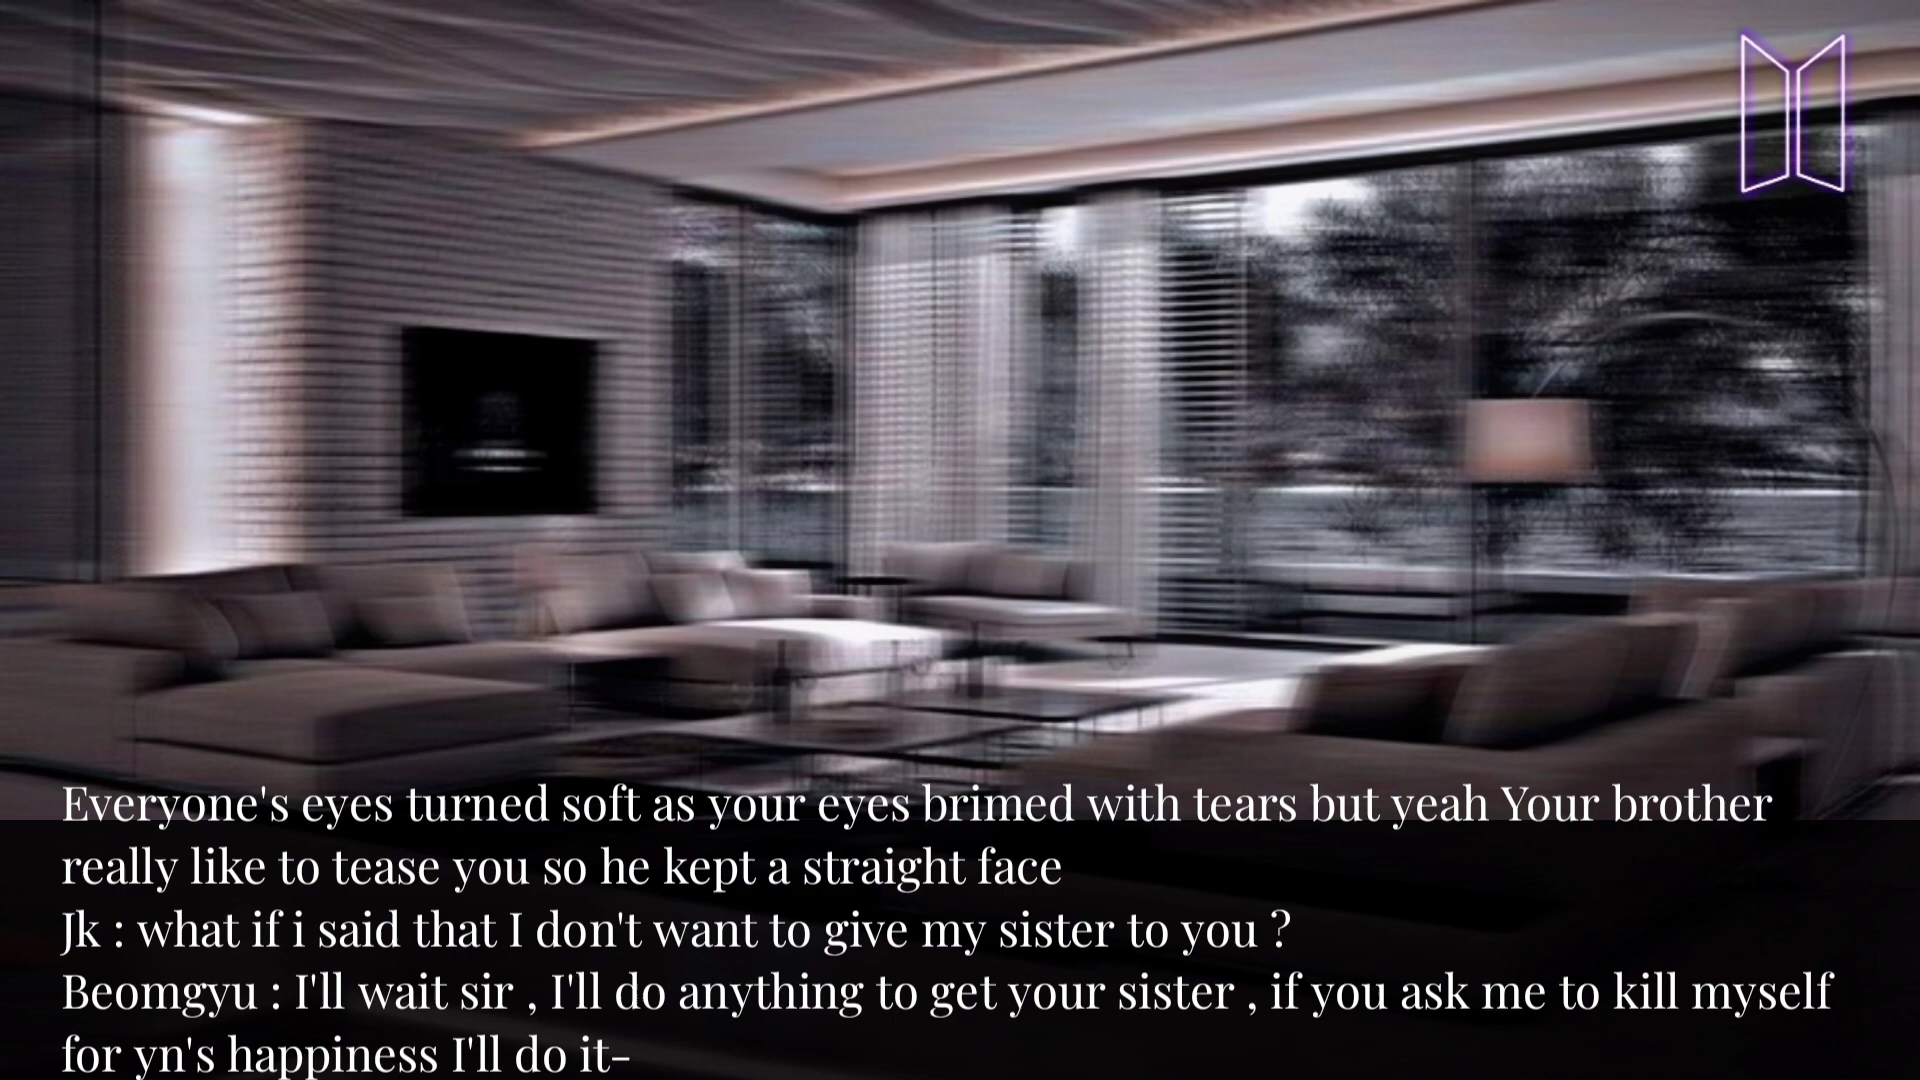 Everyone's eyes turned soft as your eyes brimed with tears but yeah Your brother
really like to tease you so he kept a straight face
Jk : what if i said that I don't want to give my sister to you ?
Beomgyu : I'll wait sir , I'll do anything to get your sister , if you ask me to kill myself
for yn's happiness I'll do it-